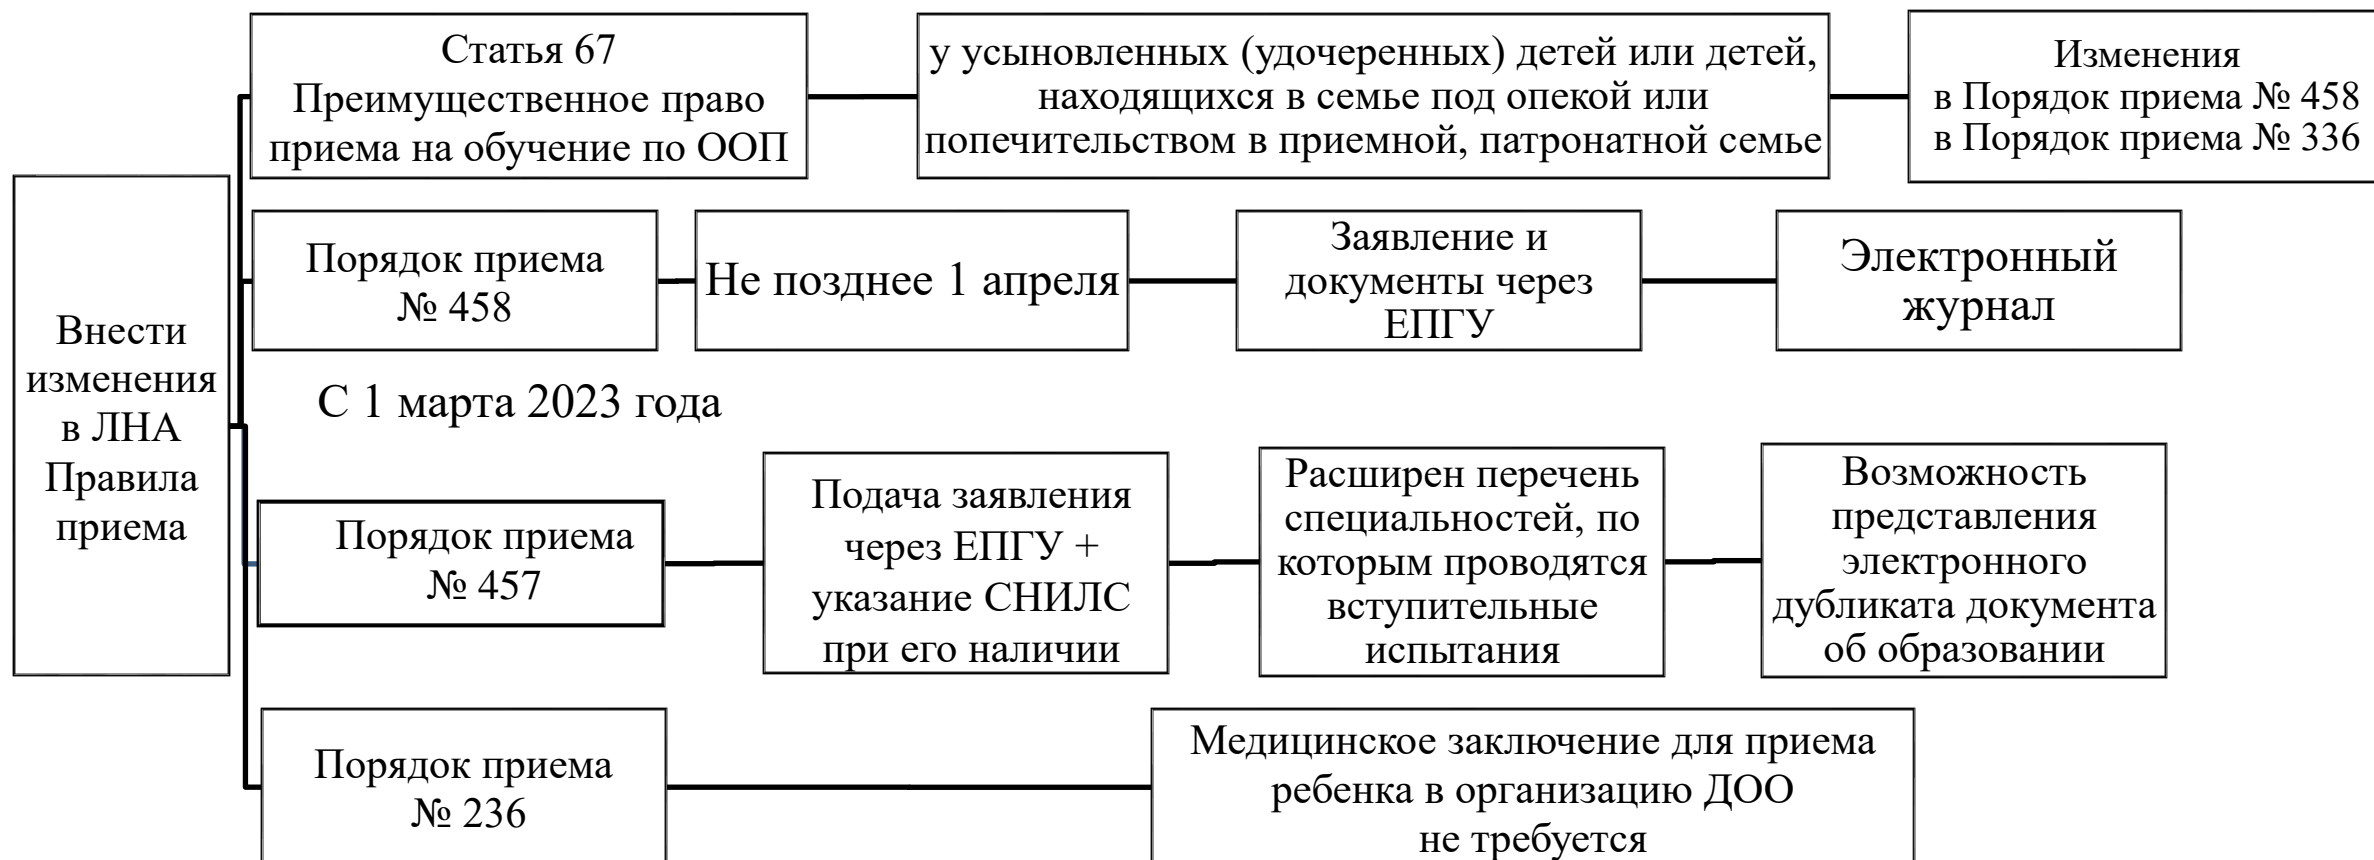 Статья 67
Преимущественное право
приема на обучение по ООП
у усыновленных (удочеренных) детей или детей,
находящихся в семье под опекой или
попечительством в приемной, патронатной семье
Изменения
в Порядок приема № 458
в Порядок приема № 336
Внести
изменения
в ЛНА
Правила
приема
Порядок приема
№ 458
Не позднее 1 апреля
Заявление и
документы через
ЕПГУ
Электронный
журнал
С 1 марта 2023 года
Порядок приема
№ 457
Подача заявления
через ЕПГУ +
указание СНИЛС
при его наличии
Расширен перечень
специальностей, по
которым проводятся
вступительные
испытания
Возможность
представления
электронного
дубликата документа
об образовании
Порядок приема
№ 236
Медицинское заключение для приема
ребенка в организацию ДОО
не требуется